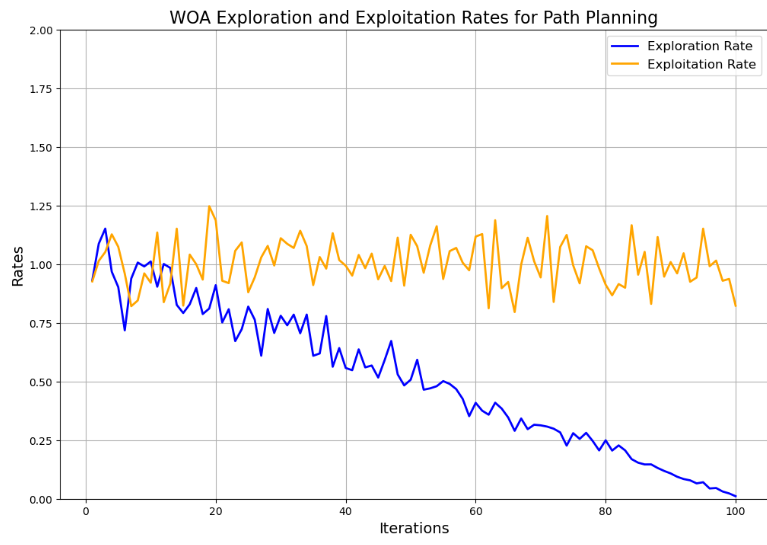 WOA Exploration and Exploitation Rates for Path Planning
Exploration Rate
Exploitation Rate
Rates
2.00
1.75
1.50
1.25
1.00
0.75
0.50
0.25
0.00
0 20 40 60 80 100
Iterations